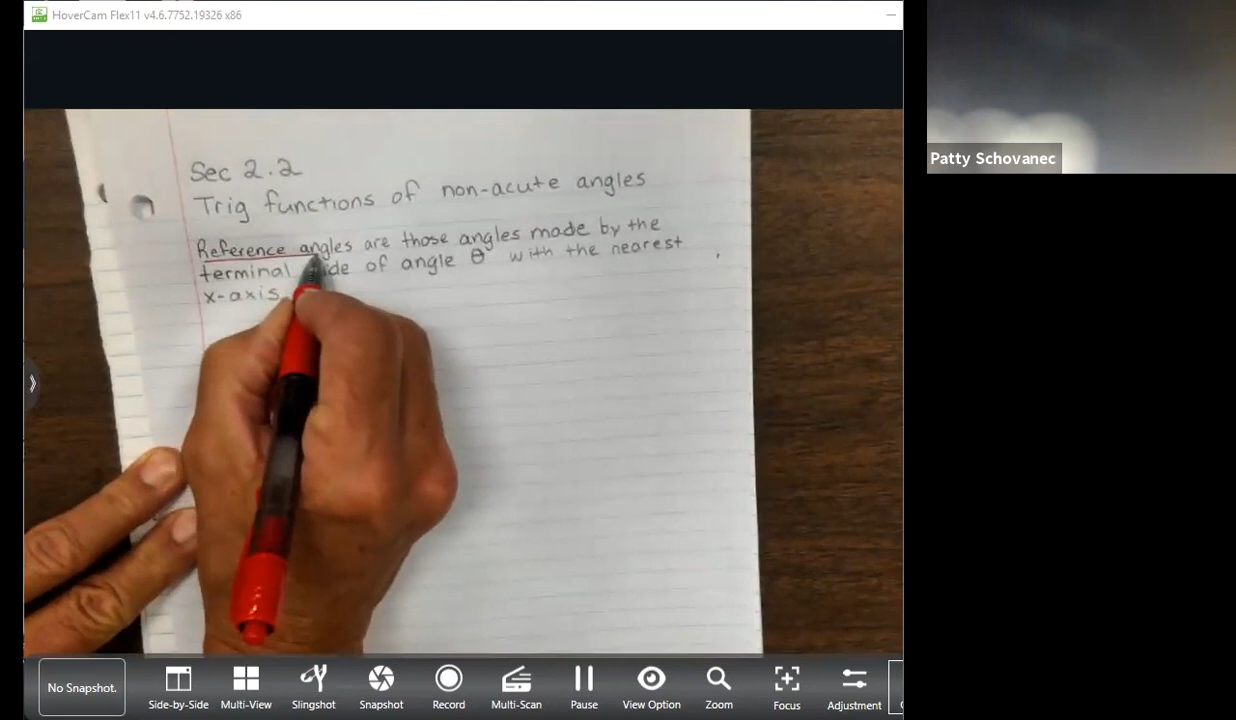 HoverCam Flex11 v4.6.7752.19326 x86
Patty Schovanec
Sec 2.2
Trig functions of non-acute angles
Reference angles are those angles made by the
terminal side of angle θ with the nearest
x-axis.
No Snapshot.
Side-by-Side
Multi-View
Slingshot
Snapshot
Record
Multi-Scan
Pause
View Option
Zoom
Focus
Adjustment